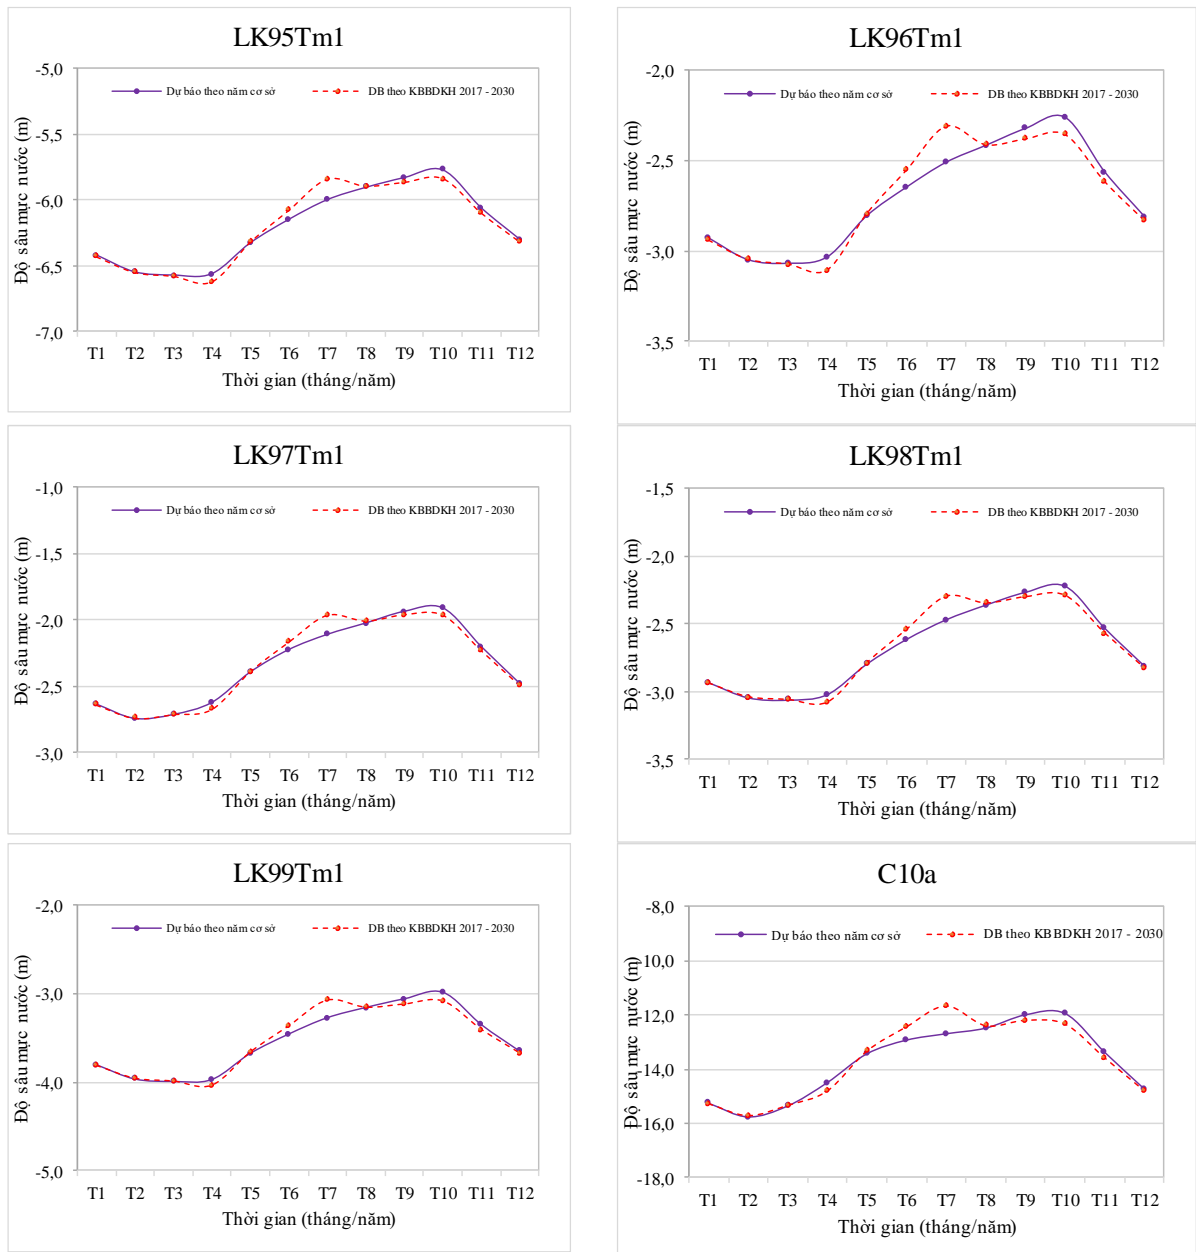 LK95Tm1
Độ sâu mực nước (m)
-5,0
-5,5
-6,0
-6,5
-7,0
Dự báo theo năm cơ sở
DB theo KBBDKH 2017 - 2030
T1 T2 T3 T4 T5 T6 T7 T8 T9 T10 T11 T12
Thời gian (tháng/năm)
LK96Tm1
Độ sâu mực nước (m)
-2,0
-2,5
-3,0
-3,5
Dự báo theo năm cơ sở
DB theo KBBDKH 2017 - 2030
T1 T2 T3 T4 T5 T6 T7 T8 T9 T10 T11 T12
Thời gian (tháng/năm)
LK97Tm1
Độ sâu mực nước (m)
-1,0
-1,5
-2,0
-2,5
-3,0
Dự báo theo năm cơ sở
DB theo KBBDKH 2017 - 2030
T1 T2 T3 T4 T5 T6 T7 T8 T9 T10 T11 T12
Thời gian (tháng/năm)
LK98Tm1
Độ sâu mực nước (m)
-1,5
-2,0
-2,5
-3,0
-3,5
Dự báo theo năm cơ sở
DB theo KBBDKH 2017 - 2030
T1 T2 T3 T4 T5 T6 T7 T8 T9 T10 T11 T12
Thời gian (tháng/năm)
LK99Tm1
Độ sâu mực nước (m)
-2,0
-3,0
-4,0
-5,0
Dự báo theo năm cơ sở
DB theo KBBDKH 2017 - 2030
T1 T2 T3 T4 T5 T6 T7 T8 T9 T10 T11 T12
Thời gian (tháng/năm)
C10a
Độ sâu mực nước (m)
-8,0
-10,0
-12,0
-14,0
-16,0
-18,0
Dự báo theo năm cơ sở
DB theo KBBDKH 2017 - 2030
T1 T2 T3 T4 T5 T6 T7 T8 T9 T10 T11 T12
Thời gian (tháng/năm)